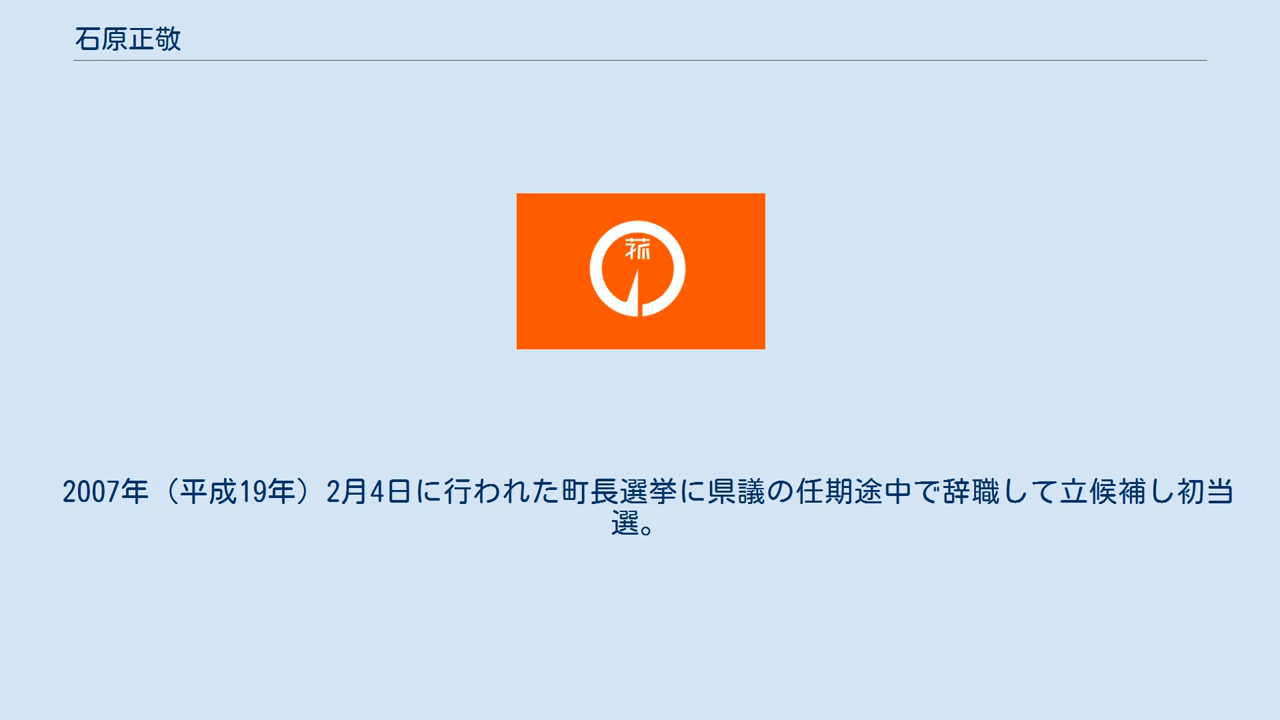 石原正敬
菰
2007年（平成19年）2月4日に行われた町長選挙に県議の任期途中で辞職して立候補し初当
選。